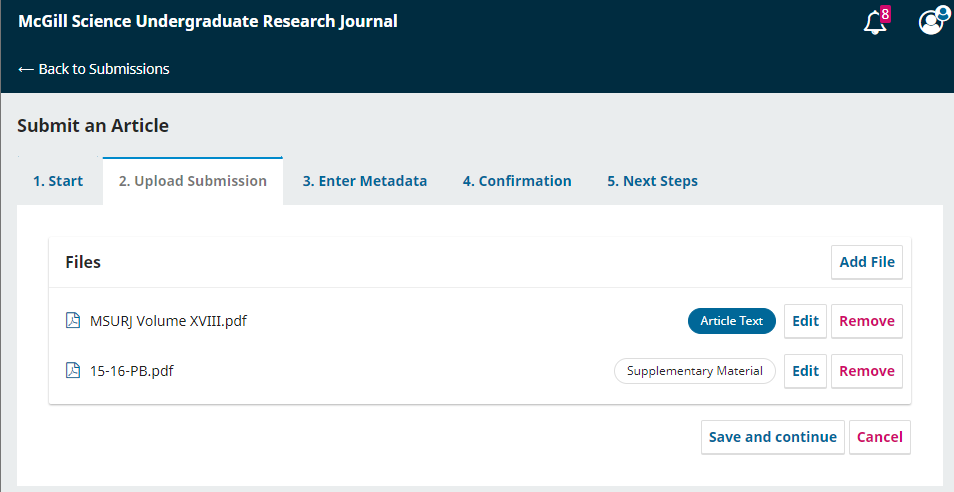 McGill Science Undergraduate Research Journal
8
← Back to Submissions
Submit an Article
1. Start 2. Upload Submission 3. Enter Metadata 4. Confirmation 5. Next Steps
Files Add File
MSURJ Volume XVIII.pdf Article Text Edit Remove
15-16-PB.pdf Supplementary Material Edit Remove
Save and continue Cancel